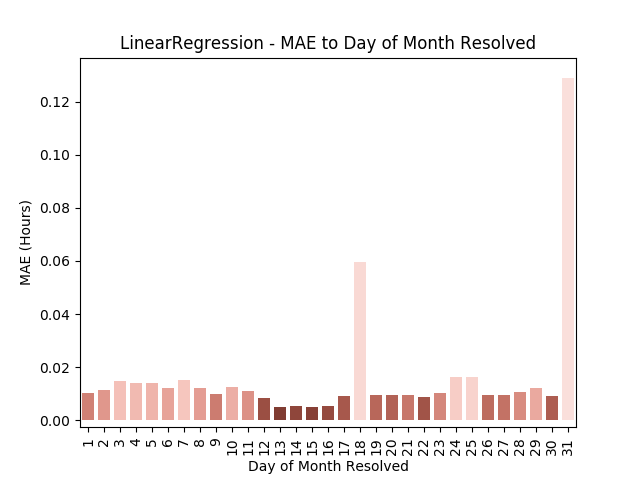 LinearRegression - MAE to Day of Month Resolved
MAE (Hours)
0.12
0.10
0.08
0.06
0.04
0.02
0.00
1 2 3 4 5 6 7 8 9 10 11 12 13 14 15 16 17 18 19 20 21 22 23 24 25 26 27 28 29 30 31
Day of Month Resolved